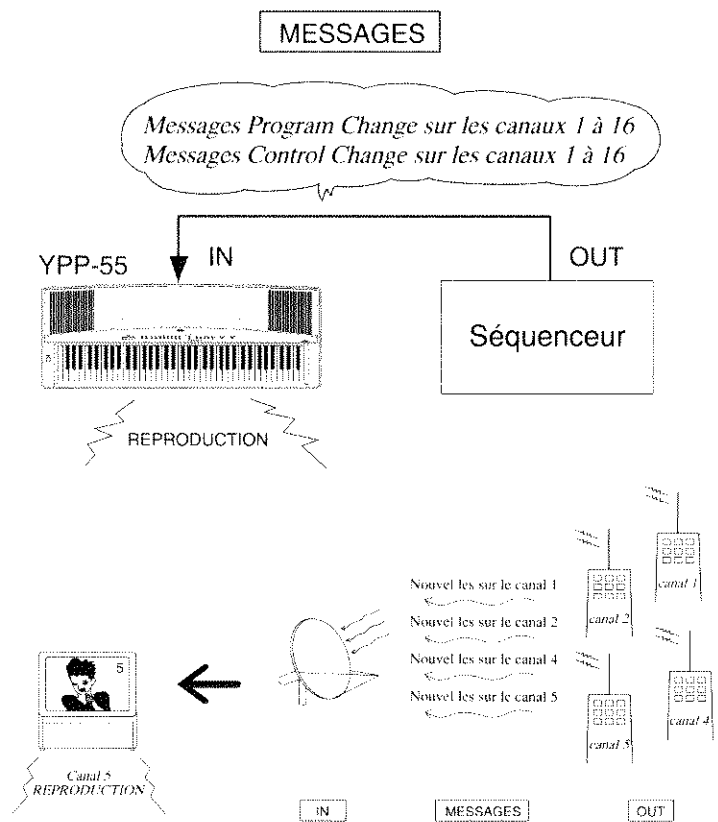 MESSAGES
Messages Program Change sur les canaux 1 à 16
Messages Control Change sur les canaux 1 à 16
YPP-55
IN
OUT
Séquenceur
REPRODUCTION
canal 1
Nouvel les sur le canal 1
canal 2
Nouvel les sur le canal 2
Nouvel les sur le canal 4
Nouvel les sur le canal 5
canal 4
canal 5
5
Canal 5
REPRODUCTION
IN
MESSAGES
OUT